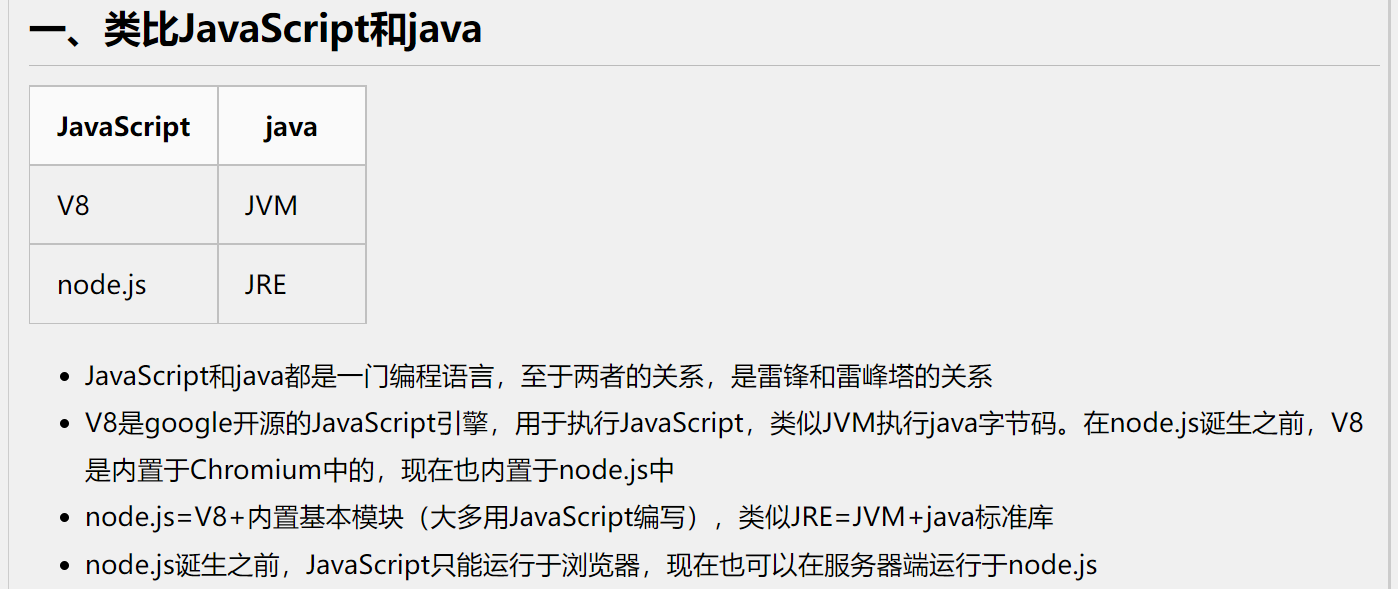 一、类比JavaScript和java
JavaScript java
V8 JVM
node.js JRE
JavaScript和java都是一门编程语言，至于两者的关系，是雷锋和雷峰塔的关系
V8是google开源的JavaScript引擎，用于执行JavaScript，类似JVM执行java字节码。在node.js诞生之前，V8
是内置于Chromium中的，现在也内置于node.js中
node.js=V8+内置基本模块（大多用JavaScript编写），类似JRE=JVM+java标准库
node.js诞生之前，JavaScript只能运行于浏览器，现在也可以在服务器端运行于node.js